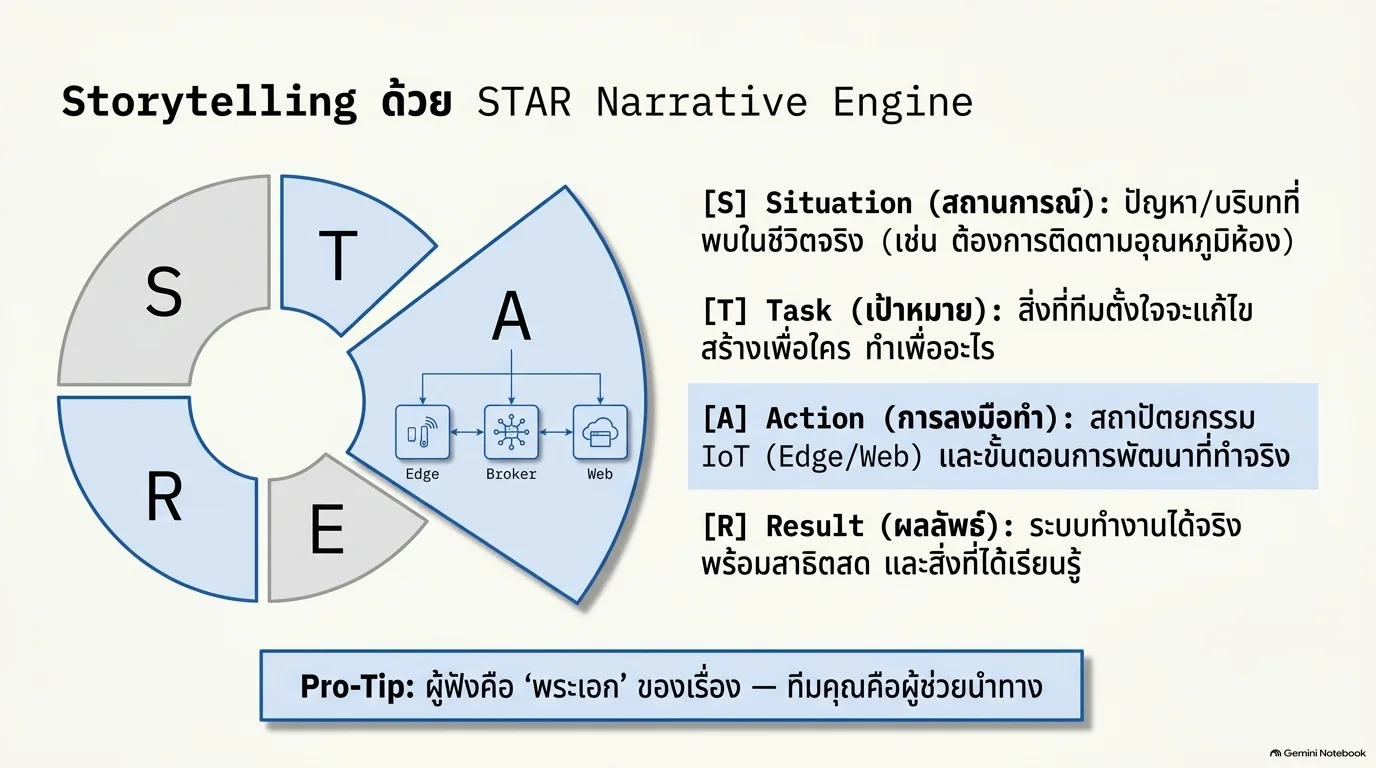 Storytelling ด้วย STAR Narrative Engine
S
T
A
Edge
Broker
Web
R
E
[S] Situation (สถานการณ์): ปัญหา/บริบทที่
พบในชีวิตจริง (เช่น ต้องการติดตามอุณหภูมิห้อง)
[T] Task (เป้าหมาย): สิ่งที่ทีมตั้งใจจะแก้ไข
สร้างเพื่อใคร ทำเพื่ออะไร
[A] Action (การลงมือทำ): สถาปัตยกรรม
IoT (Edge/Web) และขั้นตอนการพัฒนาที่ทำจริง
[R] Result (ผลลัพธ์): ระบบทำงานได้จริง
พร้อมสาธิตสด และสิ่งที่ได้เรียนรู้
Pro-Tip: ผู้ฟังคือ ‘พระเอก’ ของเรื่อง — ทีมคุณคือผู้ช่วยนำทาง
Gemini Notebook